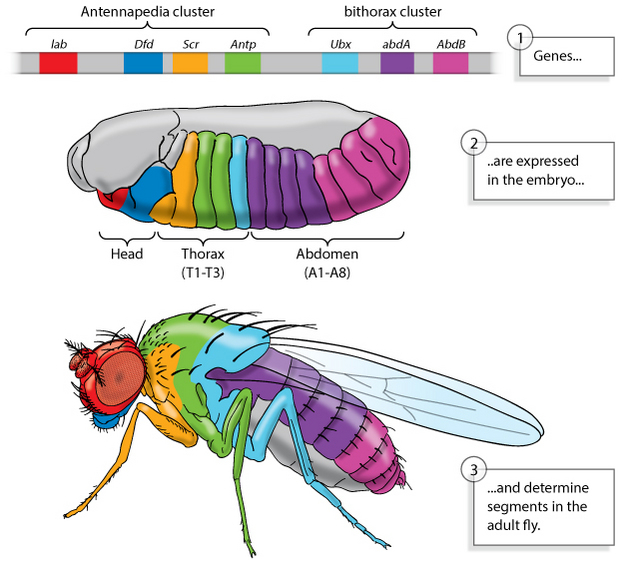 Antennapedia cluster
bithorax cluster
lab Dfd Scr Antp Ubx abdA AbdB
1
Genes...
2
..are expressed
in the embryo...
Head Thorax Abdomen
(T1-T3) (A1-A8)
3
...and determine
segments in the
adult fly.